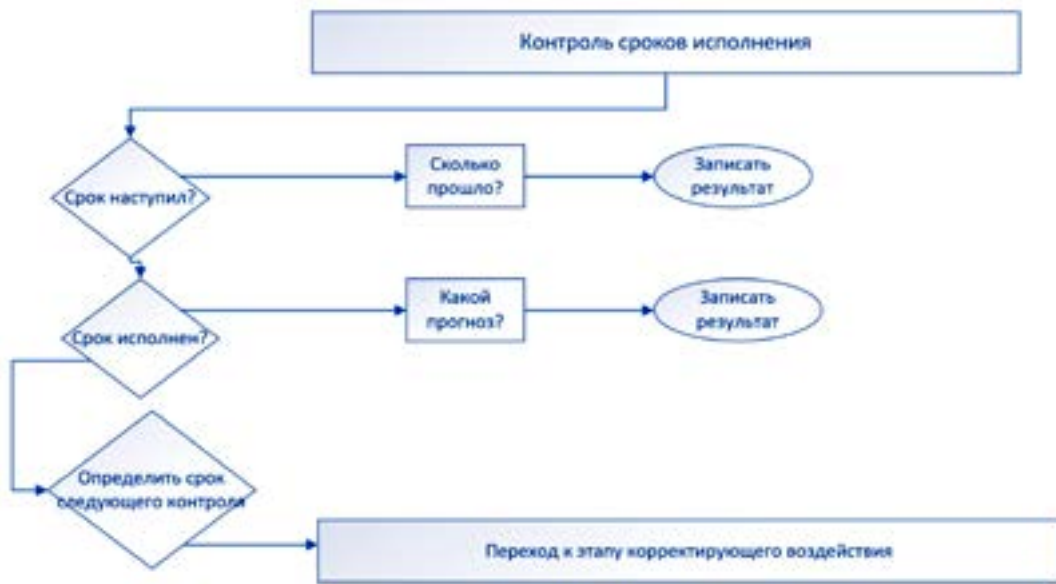 Контроль сроков исполнения
Срок наступил?
Сколько
прошло?
Записать
результат
Срок исполнен?
Какой
прогноз?
Записать
результат
Определить срок
следующего контроля
Переход к этапу корректирующего воздействия